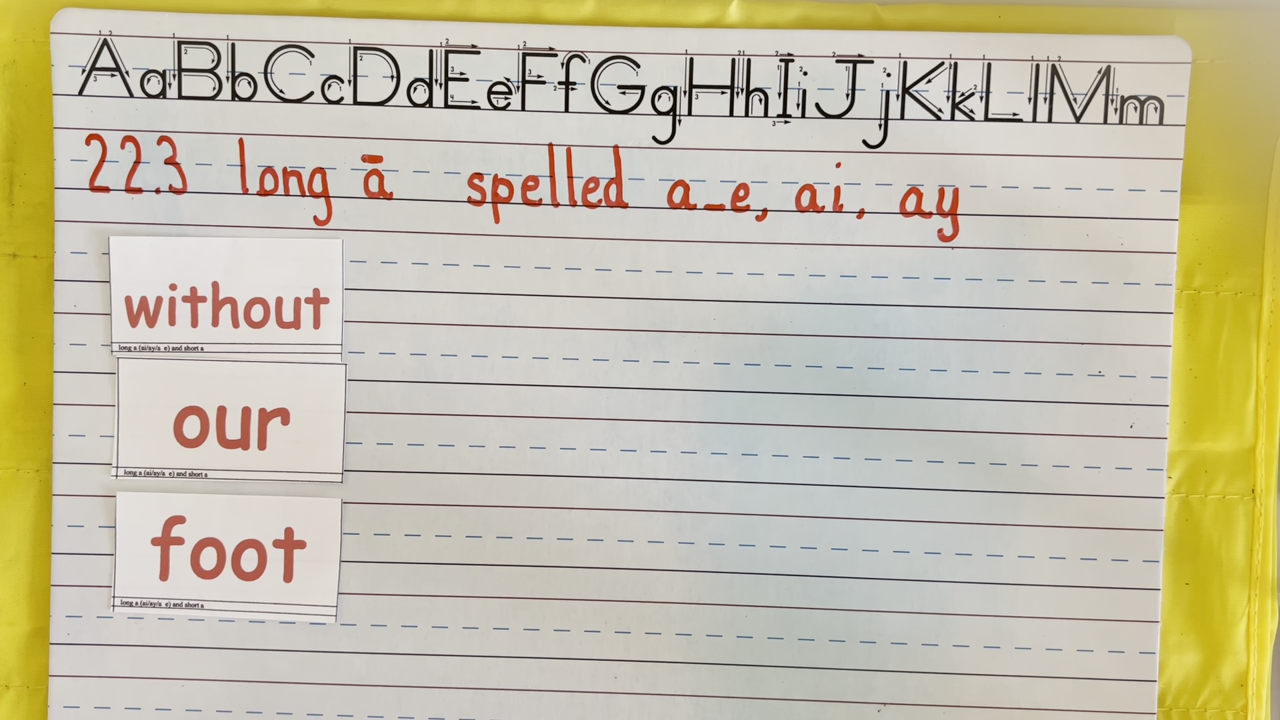 AaBbCcDdEeFfGgHhIiJjKkLlMm
22.3 long ā spelled a_e, ai, ay
without
long a (ai/ay/a_e) and short a
our
long a (ai/ay/a_e) and short a
foot
long a (ai/ay/a_e) and short a